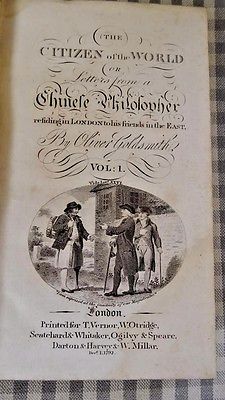 THE
CITIZEN of the WORLD
or
Letters from a
Chinese Philosopher
residing in LONDON to his friends in the EAST,
By Oliver Goldsmith.
VOL: I.
London.
Printed for T, Vernor, W. Otridge,
Scatchard & Whitaker, Ogilvy & Speare,
Darton & Harvey & W. Millar.